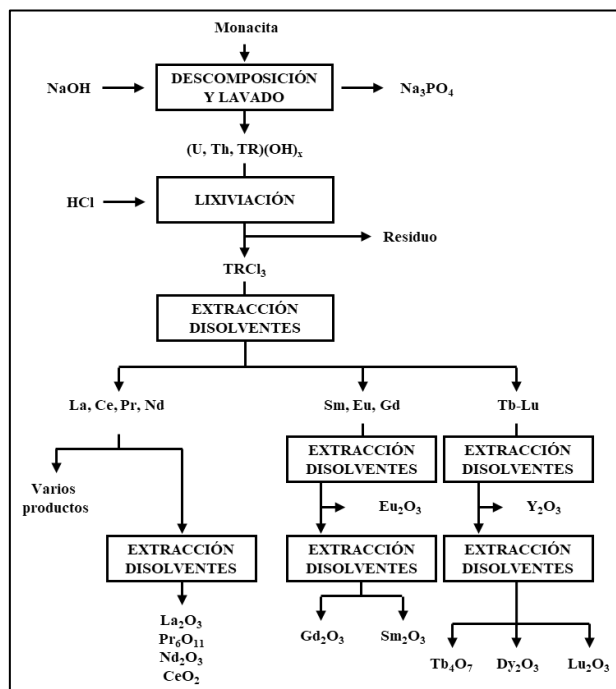 Monacita
NaOH
DESCOMPOSICIÓN
Y LAVADO
Na₃PO₄
(U, Th, TR)(OH)ₓ
HCl
LIXIVIACIÓN
Residuo
TRCl₃
EXTRACCIÓN
DISOLVENTES
La, Ce, Pr, Nd
Sm, Eu, Gd
Tb-Lu
Varios
productos
EXTRACCIÓN
DISOLVENTES
EXTRACCIÓN
DISOLVENTES
Eu₂O₃
Y₂O₃
EXTRACCIÓN
DISOLVENTES
EXTRACCIÓN
DISOLVENTES
EXTRACCIÓN
DISOLVENTES
La₂O₃
Pr₆O₁₁
Nd₂O₃
CeO₂
Gd₂O₃
Sm₂O₃
Tb₄O₇
Dy₂O₃
Lu₂O₃